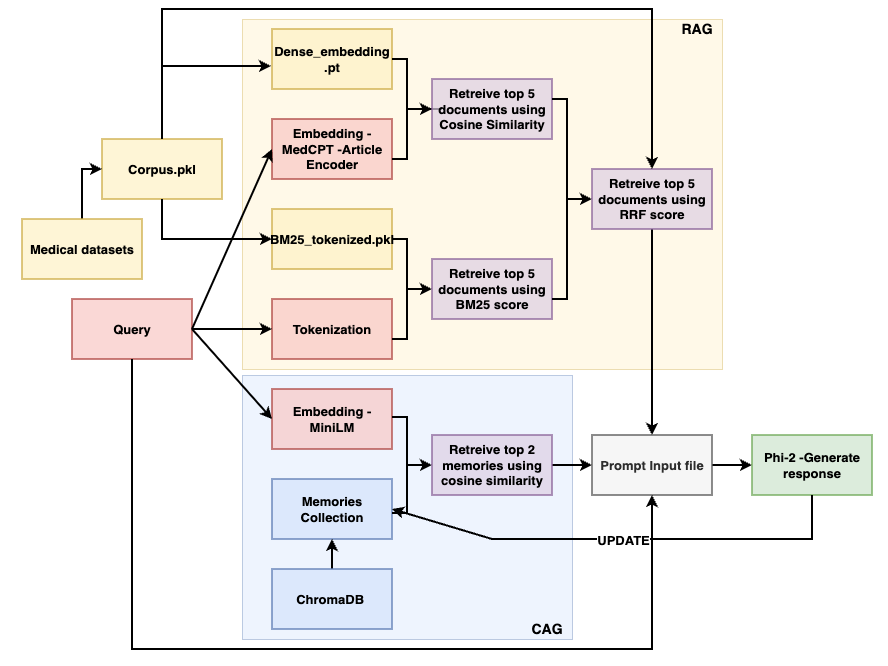 RAG
Dense_embedding
.pt
Retreive top 5
documents using
Cosine Similarity
Embedding -
MedCPT -Article
Encoder
Corpus.pkl
Retreive top 5
documents using
RRF score
Medical datasets
BM25_tokenized.pkl
Retreive top 5
documents using
BM25 score
Query
Tokenization
Embedding -
MiniLM
Retreive top 2
memories using
cosine similarity
Prompt Input file
Phi-2 -Generate
response
Memories
Collection
UPDATE
ChromaDB
CAG